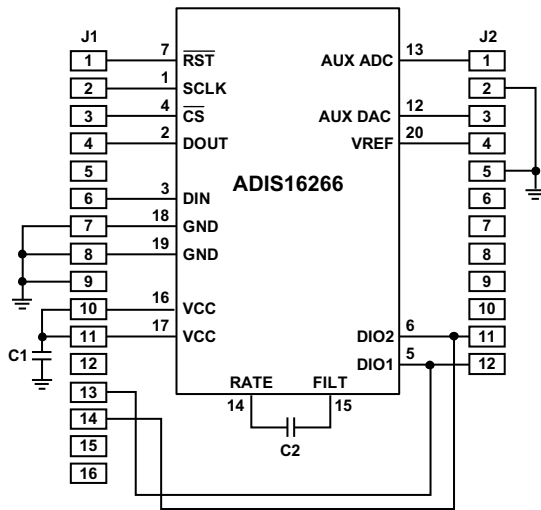 J1
J2
1
2
3
4
5
6
7
8
9
10
11
12
13
14
15
16
7
1
4
2
3
18
19
16
17
RST
SCLK
CS
DOUT
DIN
GND
GND
VCC
VCC
ADIS16266
AUX ADC
AUX DAC
VREF
DIO2
DIO1
13
12
20
6
5
1
2
3
4
5
6
7
8
9
10
11
12
RATE
FILT
14
15
C1
C2